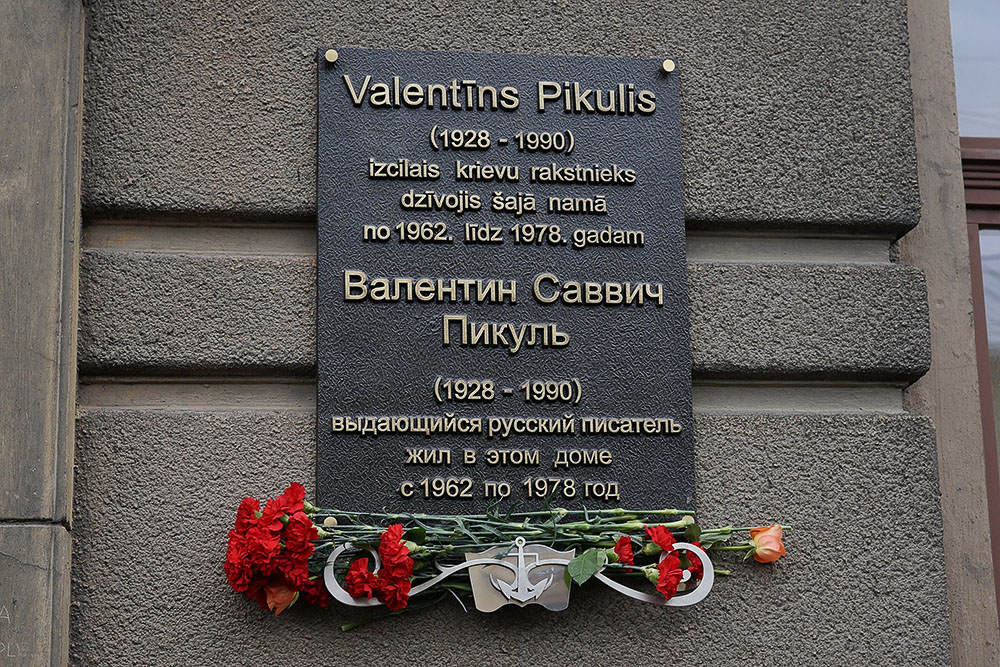 Valentīns Pikulis
(1928 - 1990)
izcilais krievu rakstnieks
dzīvojis šajā namā
no 1962. līdz 1978. gadam
Валентин Саввич
Пикуль
(1928 - 1990)
выдающийся русский писатель
жил в этом доме
с 1962 по 1978 год